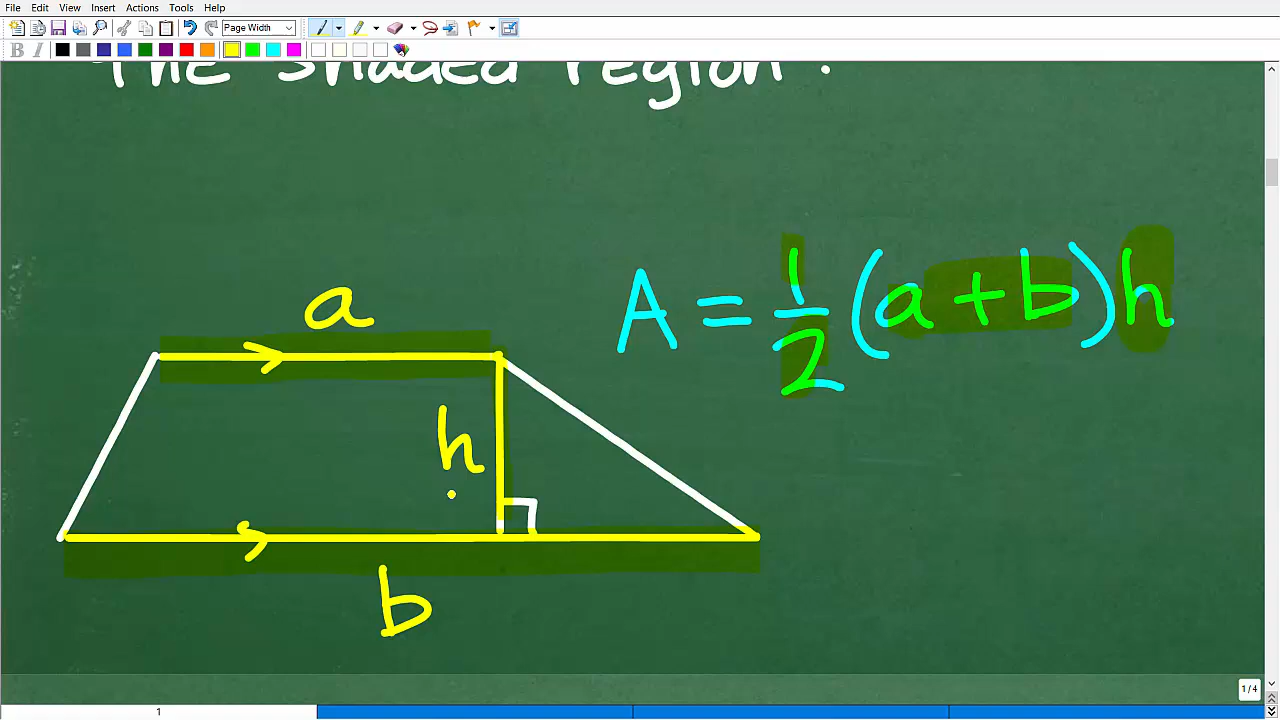 File Edit View Insert Actions Tools Help
Page Width
B I
The shaded region.
a
A = 1/2 (a + b) h
h
b
1/4
1